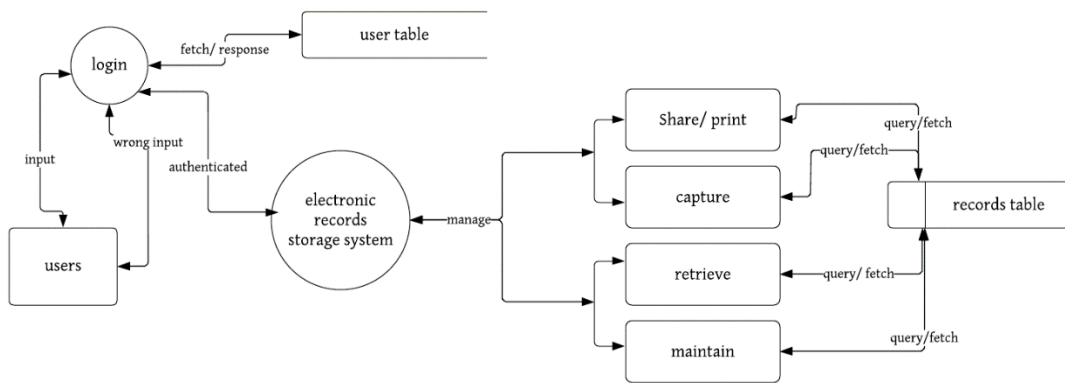 user table
fetch/ response
login
Share/ print
query/fetch
wrong input
query/fetch
input
authenticated
electronic
records
storage system
capture
records table
manage
users
retrieve
query/ fetch
query/fetch
maintain